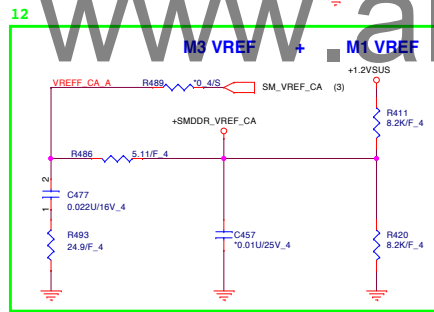 12
www.a
M3 VREF + M1 VREF
+1.2VSUS
VREFF_CA_A R489 *0_4/S SM_VREF_CA (3)
R411
8.2K/F_4
+SMDDR_VREF_CA
R486 5.11/F_4
2
C477
0.022U/16V_4
1
R493
24.9/F_4
C457
*0.01U/25V_4
R420
8.2K/F_4